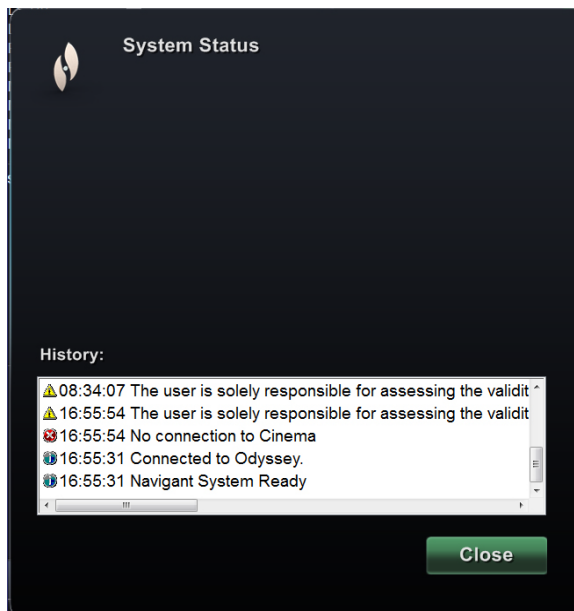 System Status
History:
08:34:07 The user is solely responsible for assessing the validit
16:55:54 The user is solely responsible for assessing the validit
16:55:54 No connection to Cinema
16:55:31 Connected to Odyssey.
16:55:31 Navigant System Ready
Close